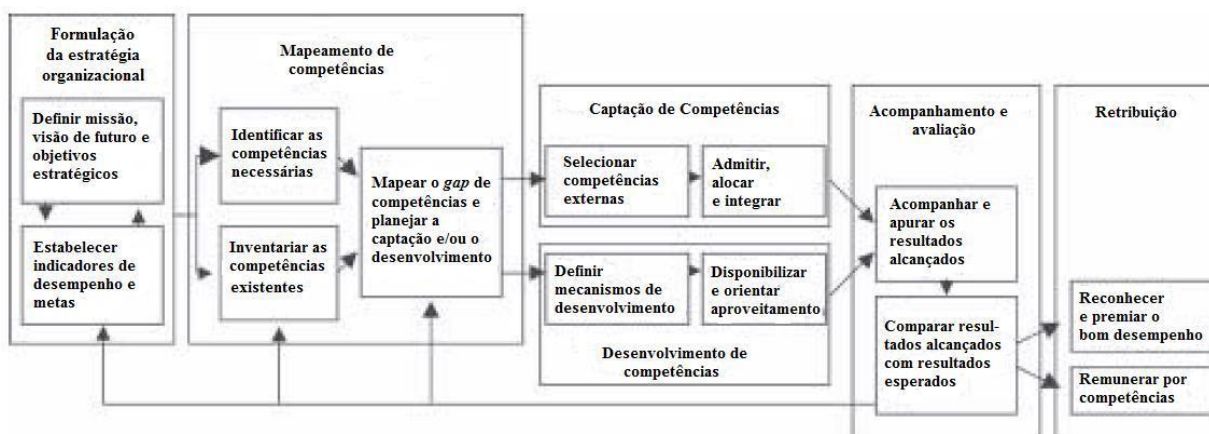 Formulação
da estratégia
organizacional
Definir missão,
visão de futuro e
objetivos
estratégicos
Estabelecer
indicadores de
desempenho e
metas
Mapeamento de
competências
Identificar as
competências
necessárias
Inventariar as
competências
existentes
Mapear o gap de
competências e
planejar a
captação e/ou o
desenvolvimento
Captação de Competências
Selecionar
competências
externas
Admitir,
alocar
e integrar
Definir
mecanismos de
desenvolvimento
Disponibilizar
e orientar
aproveitamento
Desenvolvimento de
competências
Acompanhamento e
avaliação
Acompanhar e
apurar os
resultados
alcançados
Comparar resul-
tados alcançados
com resultados
esperados
Retribuição
Reconhecer
e premiar o
bom desempenho
Remunerar por
competências